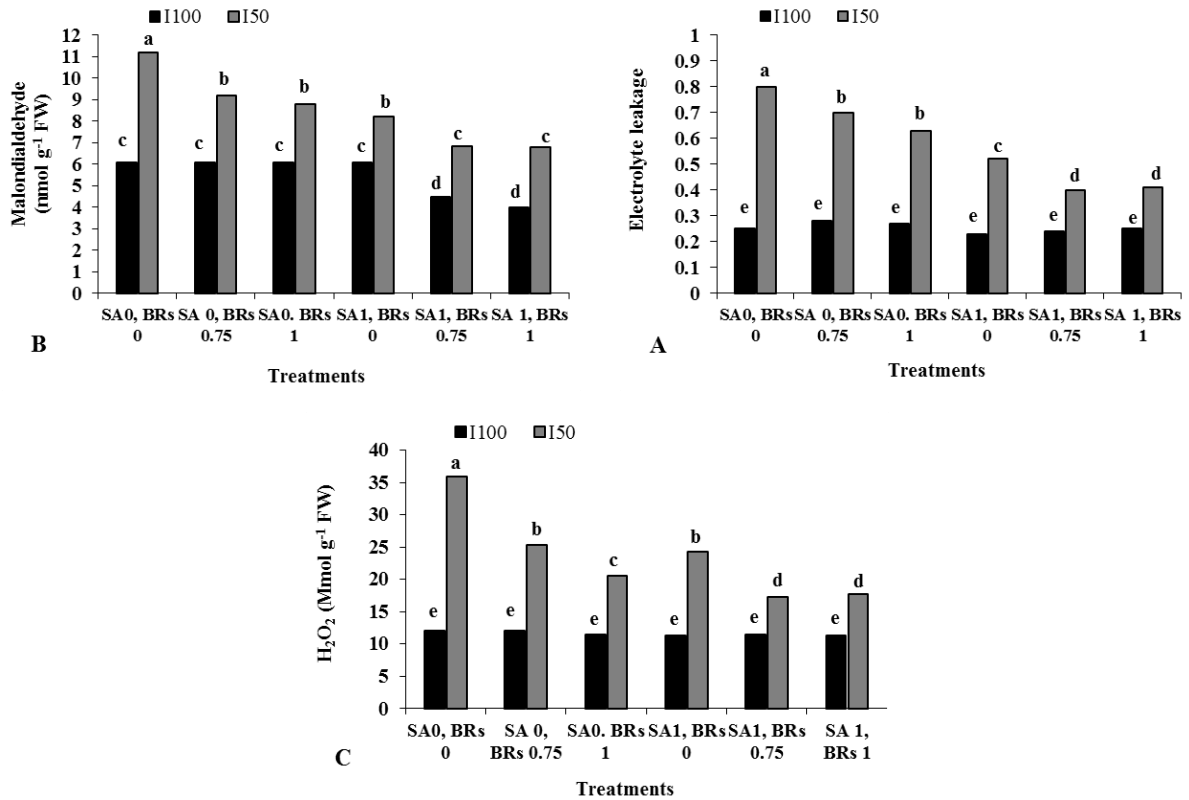 I100 I50
Malondialdehyde
(nmol g-1 FW)
12
11
10
9
8
7
6
5
4
3
2
1
0
c a c b c b c b d c d c
SA0, BRs SA 0, BRs SA0. BRs SA1, BRs SA1, BRs SA 1, BRs
0 0.75 1 0 0.75 1
B
Treatments
I100 I50
Electrolyte leakage
1
0.9
0.8
0.7
0.6
0.5
0.4
0.3
0.2
0.1
0
e a e b e b e c e d e d
SA0, BRs SA 0, BRs SA0. BRs SA1, BRs SA1, BRs SA 1, BRs
0 0.75 1 0 0.75 1
A
Treatments
I100 I50
H₂O₂ (Mmol g-1 FW)
40
35
30
25
20
15
10
5
0
e a e b e c e b e d e d
SA0, BRs SA 0, SA0. BRs SA1, BRs SA1, BRs SA 1,
0 BRs 0.75 1 0 0.75 BRs 1
C
Treatments